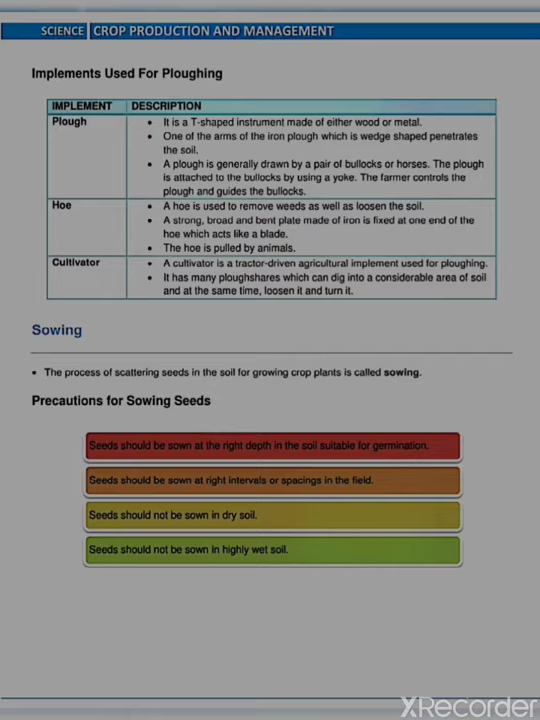 SCIENCE CROP PRODUCTION AND MANAGEMENT
Implements Used For Ploughing
IMPLEMENT DESCRIPTION
Plough • It is a T-shaped instrument made of either wood or metal.
• One of the arms of the iron plough which is wedge shaped penetrates
the soil.
• A plough is generally drawn by a pair of bullocks or horses. The plough
is attached to the bullocks by using a yoke. The farmer controls the
plough and guides the bullocks.
Hoe • A hoe is used to remove weeds as well as loosen the soil.
• A strong, broad and bent plate made of iron is fixed at one end of the
hoe which acts like a blade.
• The hoe is pulled by animals.
Cultivator • A cultivator is a tractor-driven agricultural implement used for ploughing.
• It has many ploughshares which can dig into a considerable area of soil
and at the same time, loosen it and turn it.
Sowing
• The process of scattering seeds in the soil for growing crop plants is called sowing.
Precautions for Sowing Seeds
Seeds should be sown at the right depth in the soil suitable for germination.
Seeds should be sown at right intervals or spacings in the field.
Seeds should not be sown in dry soil.
Seeds should not be sown in highly wet soil.
XRecorder